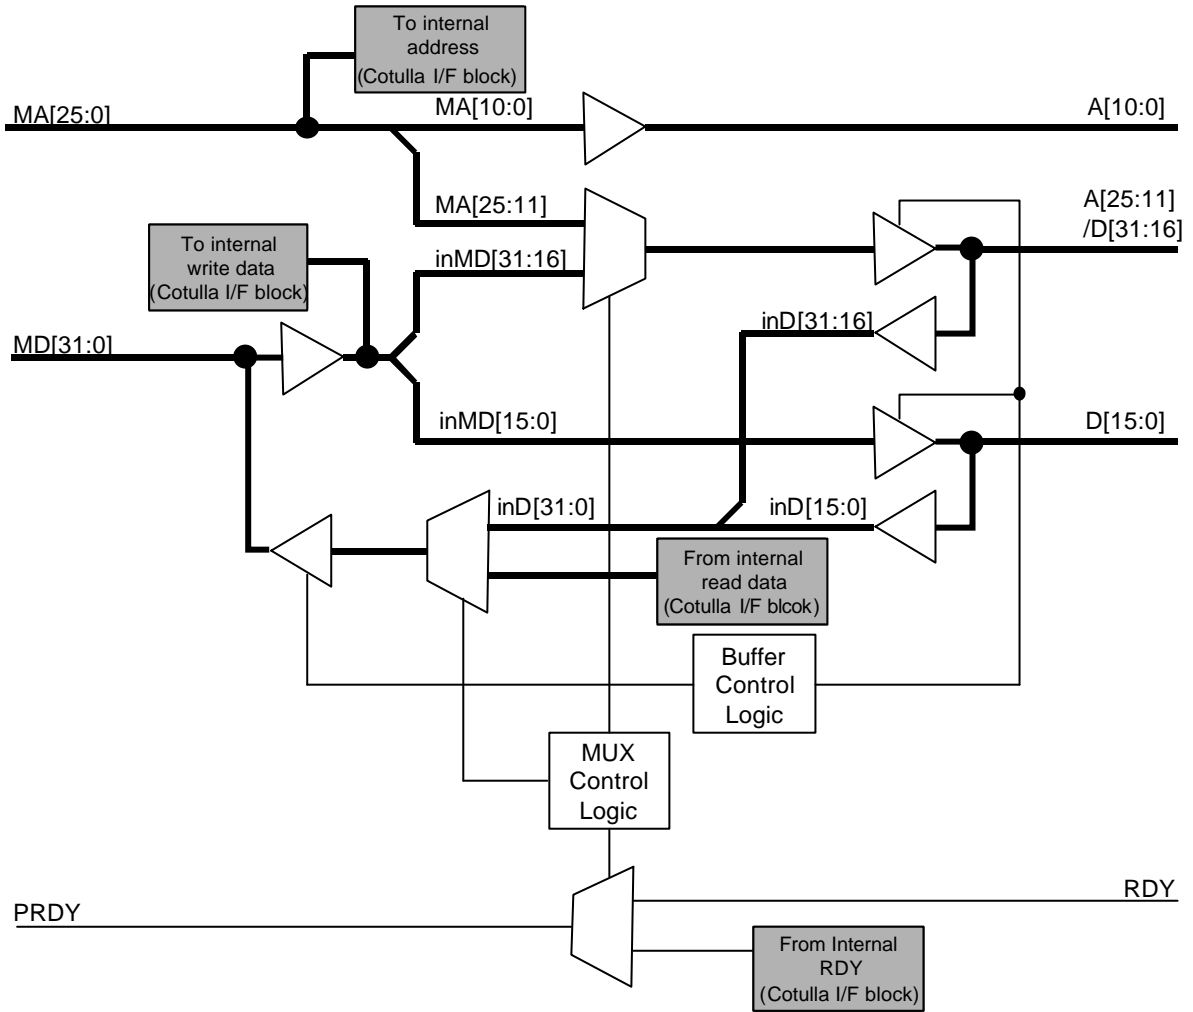 To internal
address
(Cotulla I/F block)
MA[25:0]
MA[10:0]
A[10:0]
MA[25:11]
A[25:11]
/D[31:16]
To internal
write data
(Cotulla I/F block)
inMD[31:16]
inD[31:16]
MD[31:0]
inMD[15:0]
D[15:0]
inD[31:0]
inD[15:0]
From internal
read data
(Cotulla I/F blcok)
Buffer
Control
Logic
MUX
Control
Logic
PRDY
RDY
From Internal
RDY
(Cotulla I/F block)